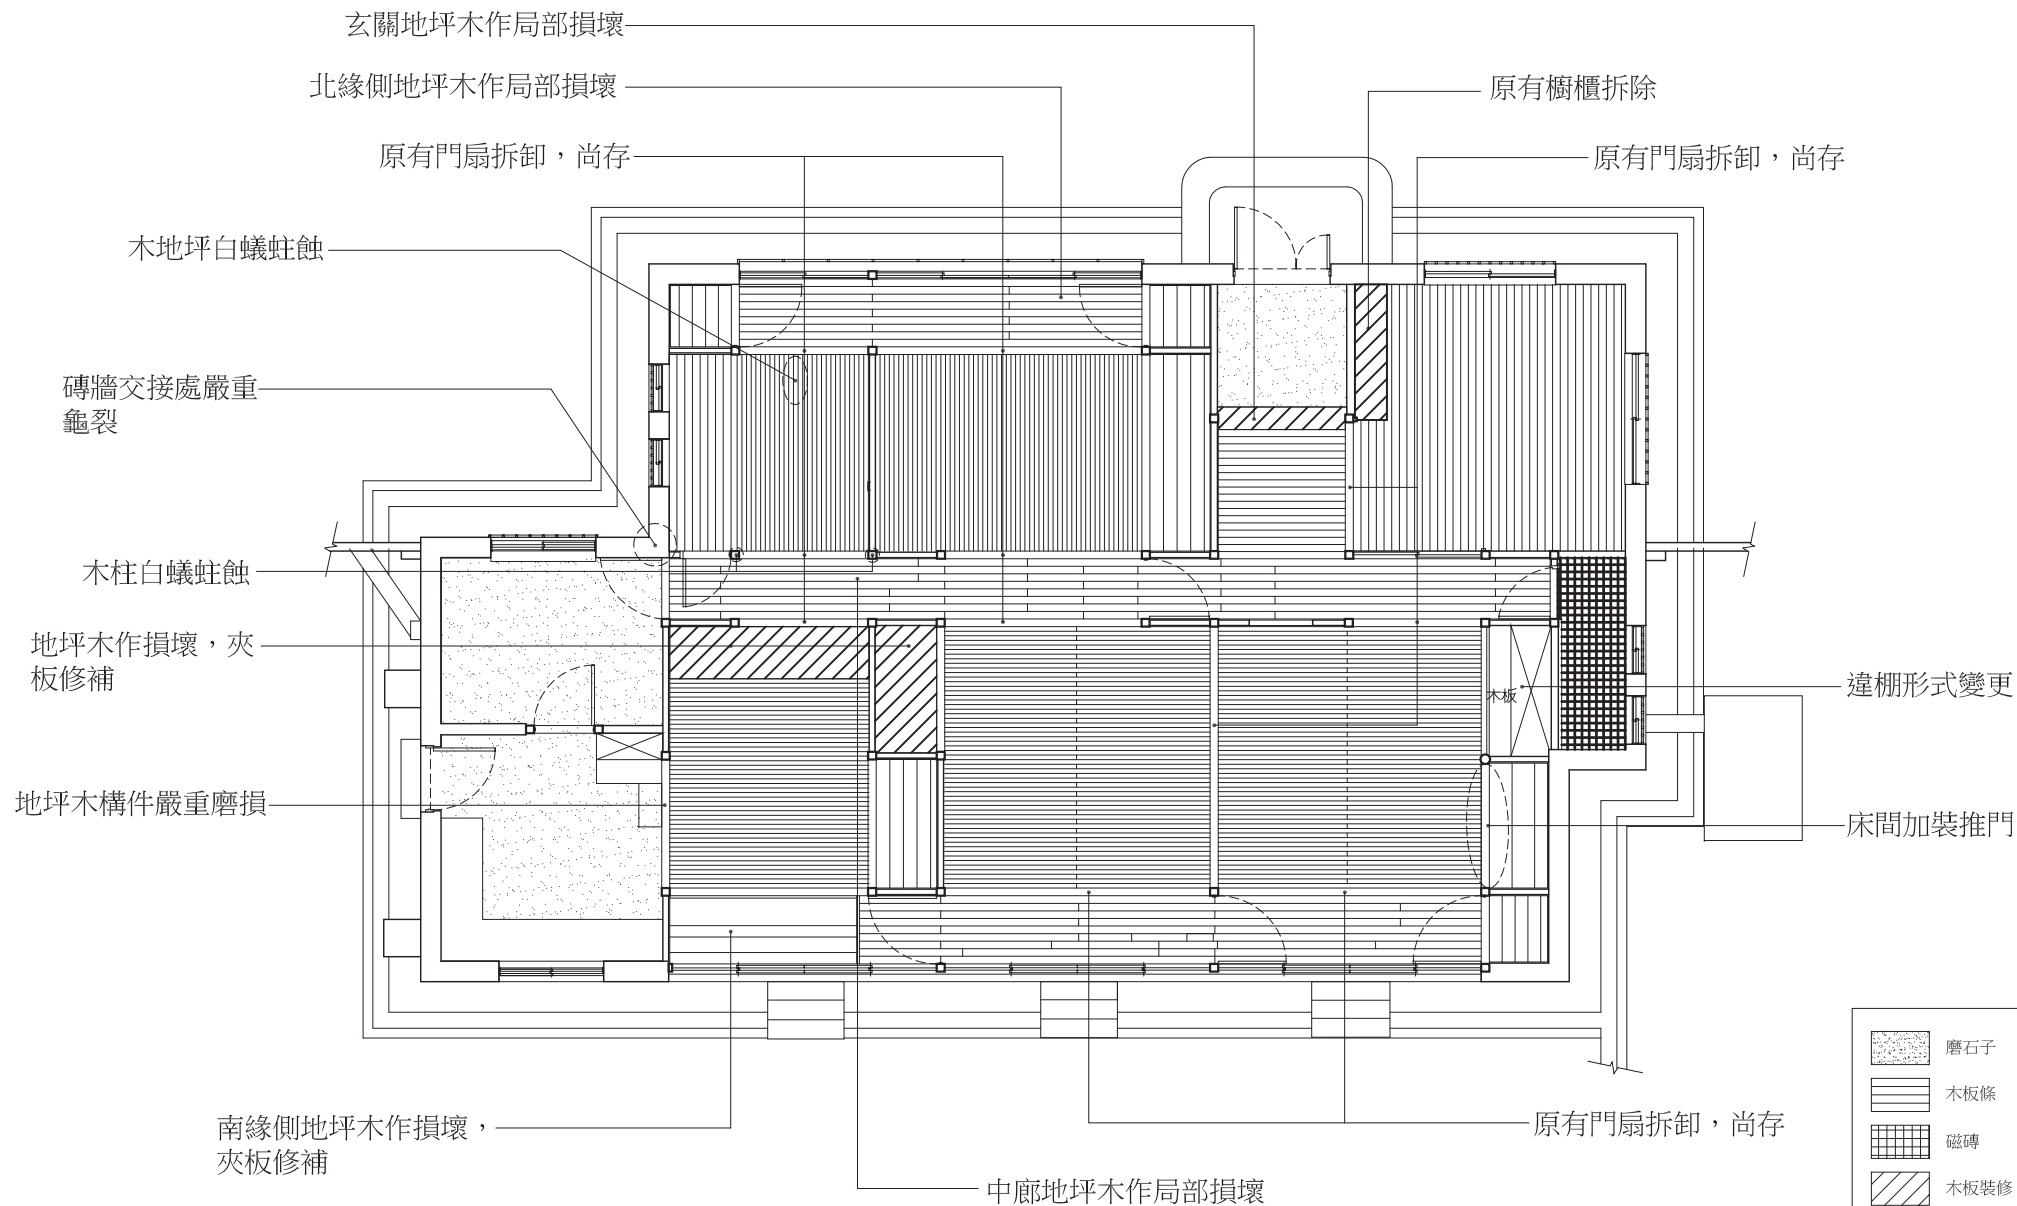 玄關地坪木作局部損壞
北緣側地坪木作局部損壞
原有櫥櫃拆除
原有門扇拆卸，尚存
原有門扇拆卸，尚存
木地坪白蟻蛀蝕
磚牆交接處嚴重
龜裂
木柱白蟻蛀蝕
地坪木作損壞，夾
板修補
木板
違棚形式變更
地坪木構件嚴重磨損
床間加裝推門
南緣側地坪木作損壞，
夾板修補
原有門扇拆卸，尚存
中廊地坪木作局部損壞
磨石子
木板條
磁磚
木板裝修